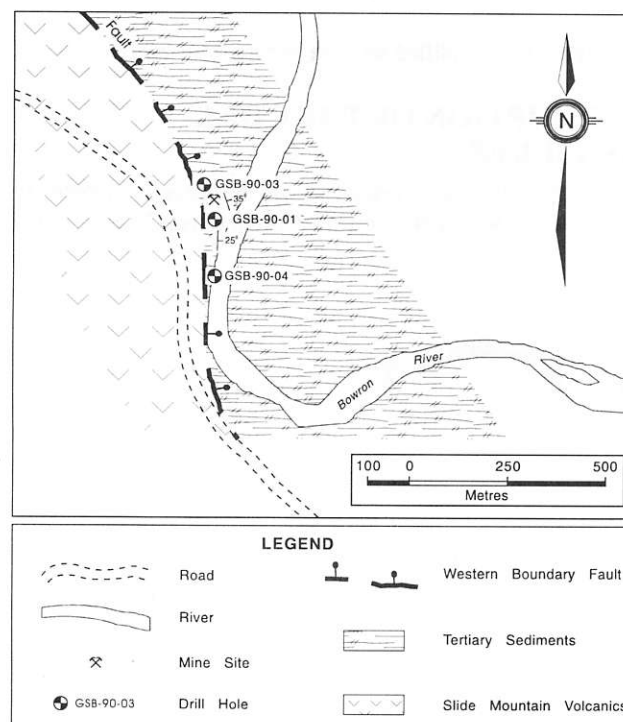 Fault
N
GSB-90-03
35°
GSB-90-01
25°
GSB-90-04
Bowron River
100 0 250 500
Metres
LEGEND
Road
Western Boundary Fault
River
Tertiary Sediments
Mine Site
GSB-90-03 Drill Hole
Slide Mountain Volcanics